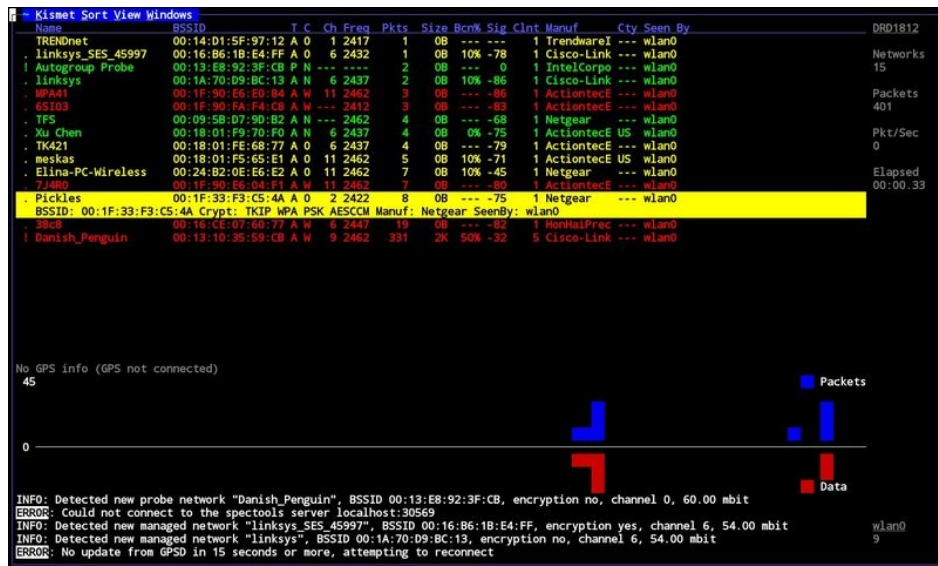 ~ Kismet Sort View Windows
Name BSSID T C Ch Freq Pkts Size Bcn% Sig Clnt Manuf Cty Seen By
DRD1812
TRENDnet 00:14:D1:5F:97:12 A O 1 2417 1 0B --- --- 1 TrendwareI --- wlan0
. linksys_SES_45997 00:16:B6:1B:E4:FF A O 6 2432 1 0B 10% -78 1 Cisco-Link --- wlan0
Networks
! Autogroup Probe 00:13:E8:92:3F:CB P N --- ---- 2 0B --- 0 1 IntelCorpo --- wlan0
15
. linksys 00:1A:70:D9:BC:13 A N 6 2437 2 0B 10% -86 1 Cisco-Link --- wlan0
. MPA41 00:1F:90:E6:E0:84 A W 11 2462 3 0B --- -86 1 ActiontecE --- wlan0
Packets
. 6SI03 00:1F:90:FA:F4:C8 A W --- 2412 3 0B --- -83 1 ActiontecE --- wlan0
401
. TFS 00:09:5B:D7:9D:B2 A N --- 2462 4 0B --- -68 1 Netgear --- wlan0
. Xu Chen 00:18:01:F9:70:F0 A N 6 2437 4 0B 0% -75 1 ActiontecE US wlan0
Pkt/Sec
. TK421 00:18:01:FE:68:77 A O 6 2437 4 0B --- -79 1 ActiontecE --- wlan0
0
. meskas 00:18:01:F5:65:E1 A O 11 2462 5 0B 10% -71 1 ActiontecE US wlan0
. Elina-PC-Wireless 00:24:B2:0E:E6:E2 A O 11 2462 7 0B 10% -45 1 Netgear --- wlan0
Elapsed
. 7J4R0 00:1F:90:E6:04:F1 A W 11 2462 7 0B --- -80 1 ActiontecE --- wlan0
00:00.33
. Pickles 00:1F:33:F3:C5:4A A O 2 2422 8 0B --- -75 1 Netgear --- wlan0
BSSID: 00:1F:33:F3:C5:4A Crypt: TKIP WPA PSK AESCCM Manuf: Netgear SeenBy: wlan0
. 38c8 00:16:CE:07:60:77 A W 6 2447 19 0B --- -82 1 HonHaiPrec --- wlan0
! Danish_Penguin 00:13:10:35:59:CB A W 9 2462 331 2K 50% -32 5 Cisco-Link --- wlan0
No GPS info (GPS not connected)
45
Packets
0
Data
INFO: Detected new probe network "Danish_Penguin", BSSID 00:13:E8:92:3F:CB, encryption no, channel 0, 60.00 mbit
ERROR: Could not connect to the spectools server localhost:30569
INFO: Detected new managed network "linksys_SES_45997", BSSID 00:16:B6:1B:E4:FF, encryption yes, channel 6, 54.00 mbit
wlan0
INFO: Detected new managed network "linksys", BSSID 00:1A:70:D9:BC:13, encryption no, channel 6, 54.00 mbit
9
ERROR: No update from GPSD in 15 seconds or more, attempting to reconnect